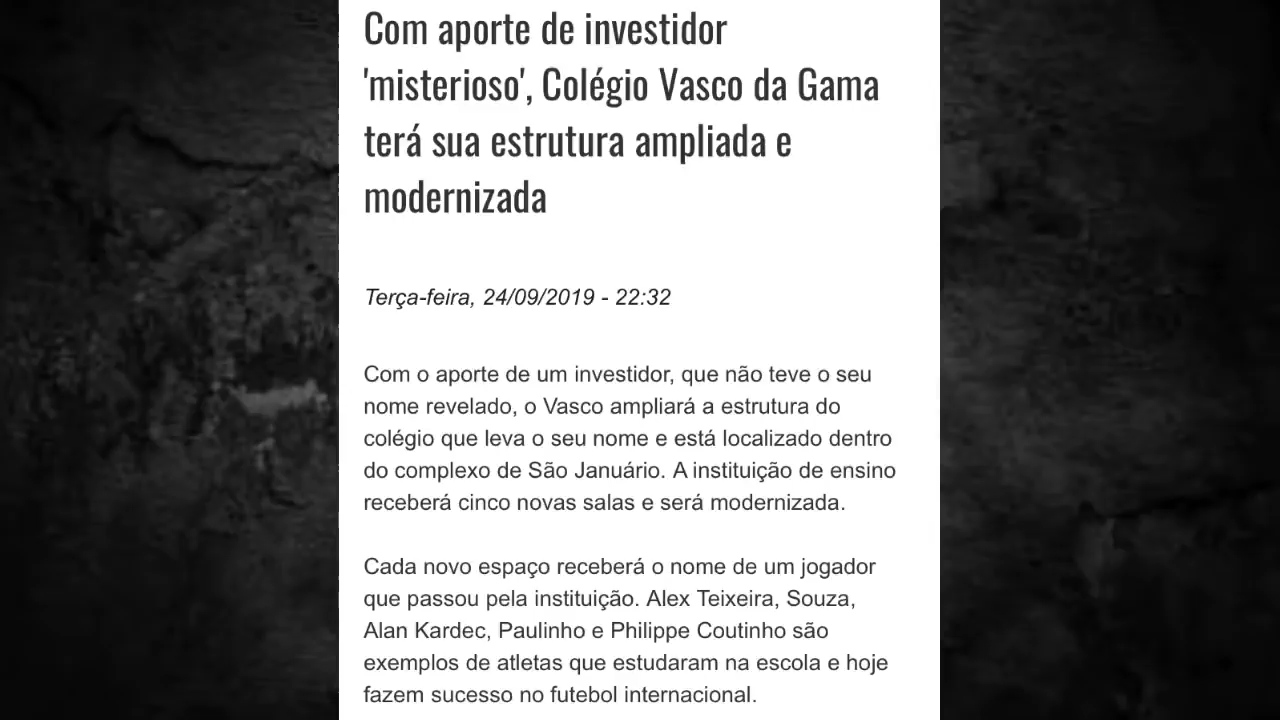 Com aporte de investidor
'misterioso', Colégio Vasco da Gama
terá sua estrutura ampliada e
modernizada
Terça-feira, 24/09/2019 - 22:32
Com o aporte de um investidor, que não teve o seu
nome revelado, o Vasco ampliará a estrutura do
colégio que leva o seu nome e está localizado dentro
do complexo de São Januário. A instituição de ensino
receberá cinco novas salas e será modernizada.
Cada novo espaço receberá o nome de um jogador
que passou pela instituição. Alex Teixeira, Souza,
Alan Kardec, Paulinho e Philippe Coutinho são
exemplos de atletas que estudaram na escola e hoje
fazem sucesso no futebol internacional.